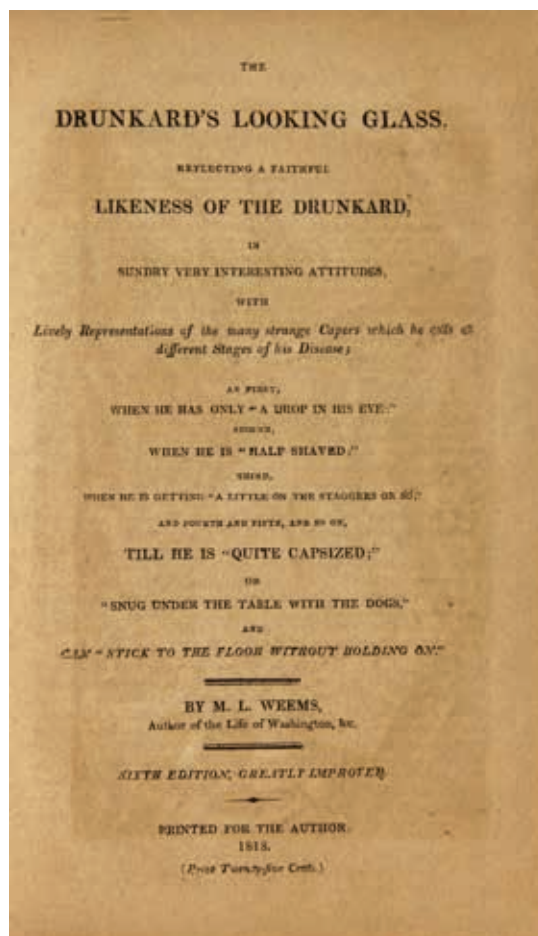 THE
DRUNKARD'S LOOKING GLASS.
REFLECTING A FAITHFUL
LIKENESS OF THE DRUNKARD,
IN
SUNDRY VERY INTERESTING ATTITUDES,
WITH
Lively Representations of the many strange Capers which he cuts at
different Stages of his Disease;
AS FIRST,
WHEN HE HAS ONLY "A DROP IN HIS EYE;"
SECOND,
WHEN HE IS "HALF SHAVED;"
THIRD,
WHEN HE IS GETTING "A LITTLE ON THE STAGGERS OR SO;"
AND FOURTH AND FIFTH, AND SO ON,
TILL HE IS "QUITE CAPSIZED;"
OR
"SNUG UNDER THE TABLE WITH THE DOGS,"
AND
CAN "STICK TO THE FLOOR WITHOUT HOLDING ON."
BY M. L. WEEMS,
Author of the Life of Washington, &c.
SIXTH EDITION, GREATLY IMPROVED.
PRINTED FOR THE AUTHOR.
1818.
(Price Twenty-five Cents.)